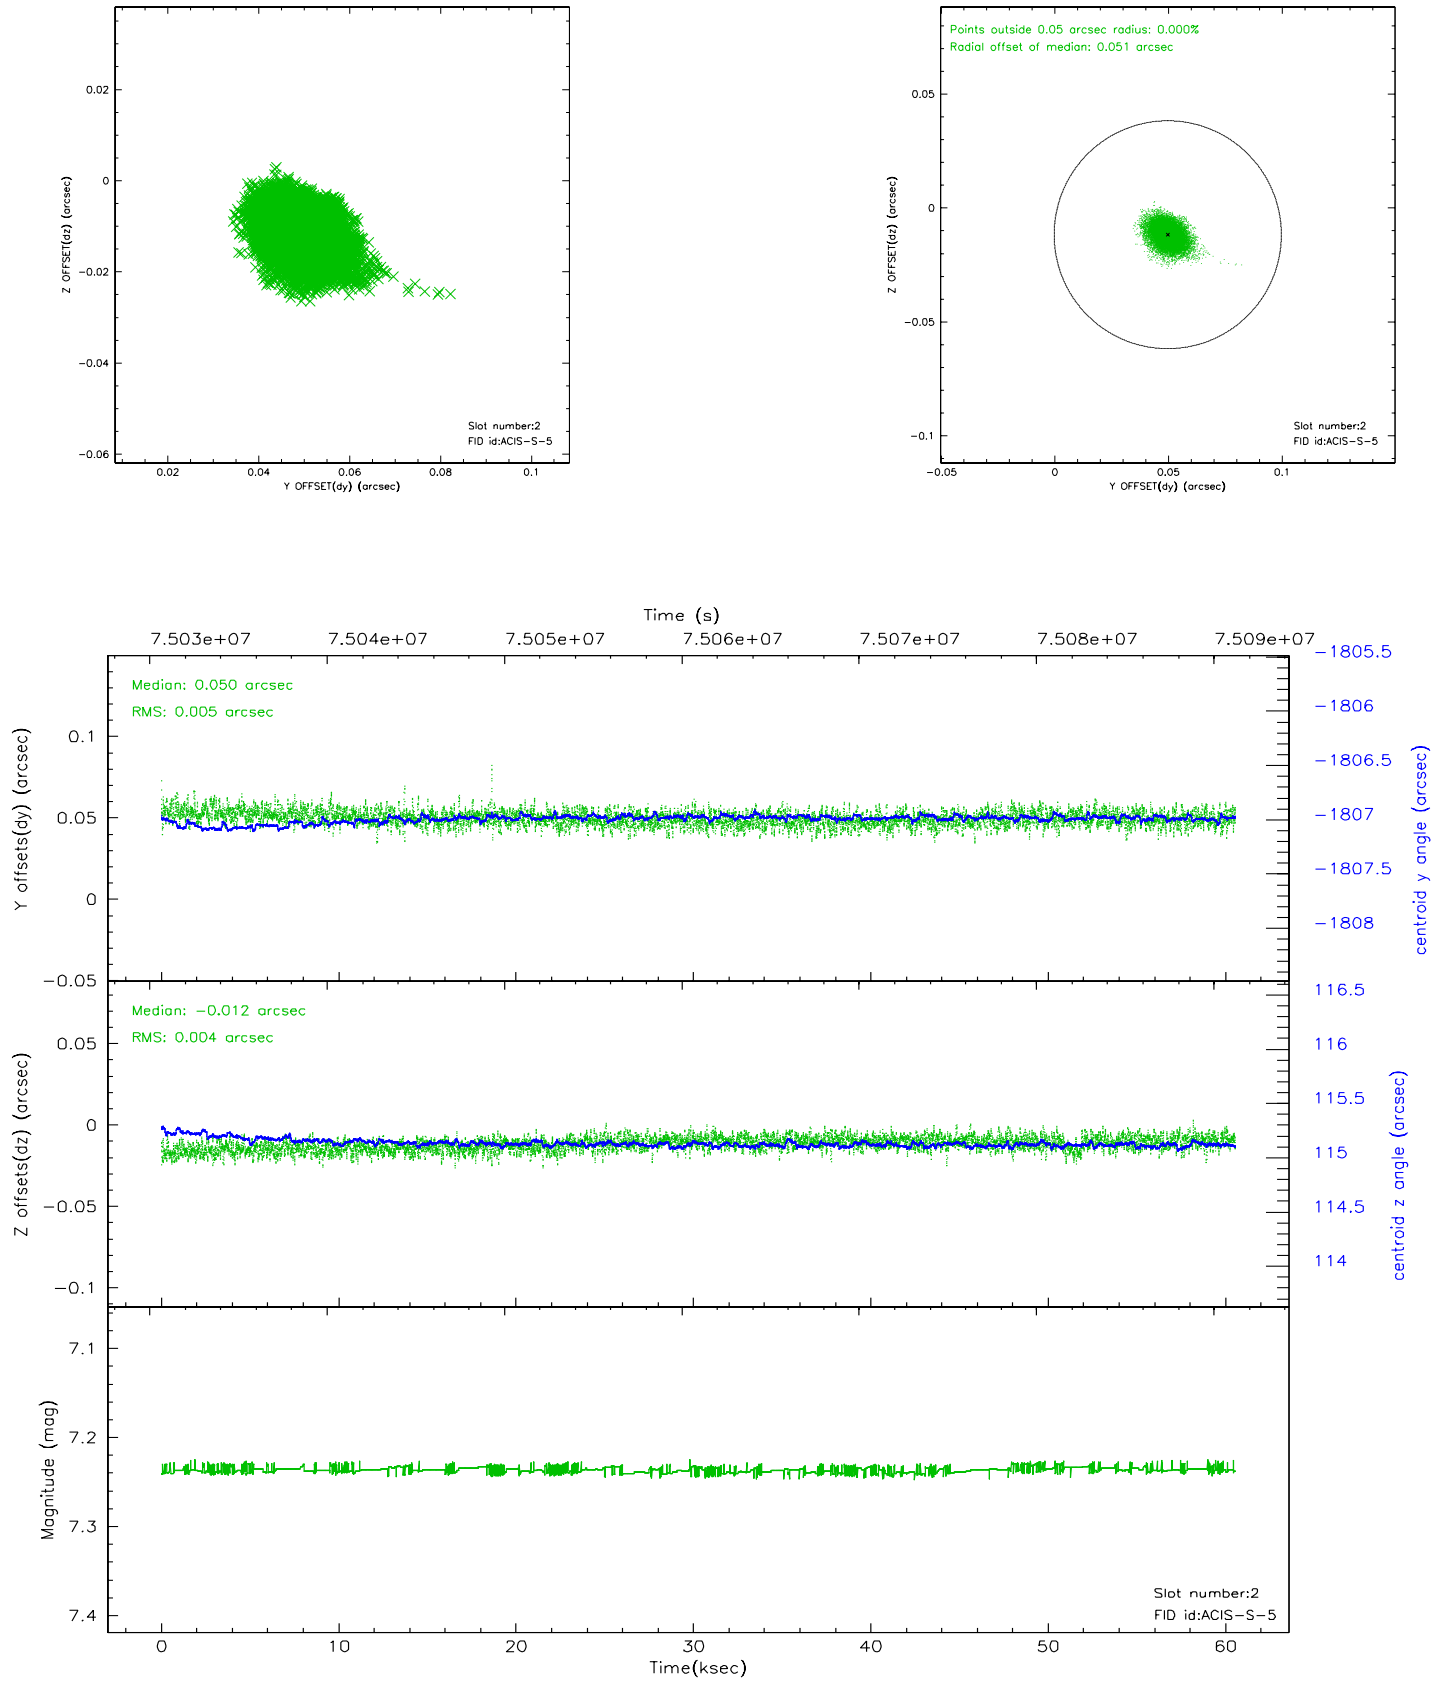 0.02
0
-0.02
-0.04
-0.06
Z OFFSET(dz) (arcsec)
0.02 0.04 0.06 0.08 0.1
Y OFFSET(dy) (arcsec)
Slot number:2
FID id:ACIS-S-5
Points outside 0.05 arcsec radius: 0.000%
Radial offset of median: 0.051 arcsec
0.05
0
-0.05
-0.1
Z OFFSET(dz) (arcsec)
-0.05 0 0.05 0.1
Y OFFSET(dy) (arcsec)
Slot number:2
FID id:ACIS-S-5
Time (s)
7.503e+07 7.504e+07 7.505e+07 7.506e+07 7.507e+07 7.508e+07 7.509e+07
Median: 0.050 arcsec
RMS: 0.005 arcsec
0.1
0.05
0
-0.05
Y offsets(dy) (arcsec)
-1805.5
-1806
-1806.5
-1807
-1807.5
-1808
centroid y angle (arcsec)
Median: -0.012 arcsec
RMS: 0.004 arcsec
0.05
0
-0.05
-0.1
Z offsets(dz) (arcsec)
116.5
116
115.5
115
114.5
114
centroid z angle (arcsec)
7.1
7.2
7.3
7.4
Magnitude (mag)
Slot number:2
FID id:ACIS-S-5
0 10 20 30 40 50 60
Time(ksec)